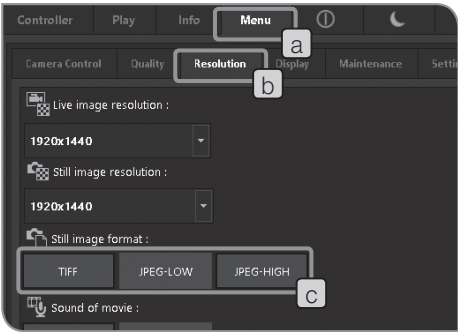 Controller Play Info Menu
a
Camera Control Quality Resolution Display Maintenance
b
Live image resolution :
1920x1440
Still image resolution :
1920x1440
Still image format :
TIFF JPEG-LOW JPEG-HIGH
c
Sound of movie :